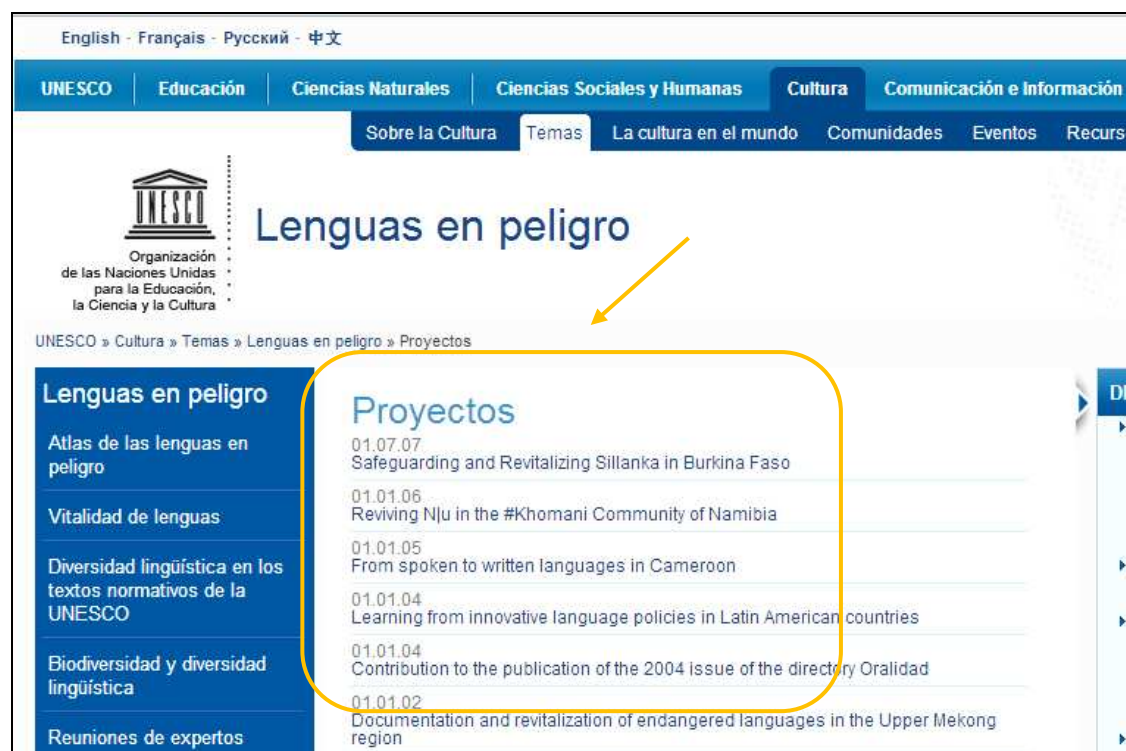 English - Français - Русский - 中文
UNESCO Educación Ciencias Naturales Ciencias Sociales y Humanas Cultura Comunicación e Información
Sobre la Cultura Temas La cultura en el mundo Comunidades Eventos
UNESCO
Organización
de las Naciones Unidas
para la Educación,
la Ciencia y la Cultura
Lenguas en peligro
UNESCO » Cultura » Temas » Lenguas en peligro » Proyectos
Lenguas en peligro
Atlas de las lenguas en
peligro
Vitalidad de lenguas
Diversidad lingüística en los
textos normativos de la
UNESCO
Biodiversidad y diversidad
lingüística
Reuniones de expertos
Proyectos
01.07.07
Safeguarding and Revitalizing Sillanka in Burkina Faso
01.01.06
Reviving N|u in the #Khomani Community of Namibia
01.01.05
From spoken to written languages in Cameroon
01.01.04
Learning from innovative language policies in Latin American countries
01.01.04
Contribution to the publication of the 2004 issue of the directory Oralidad
01.01.02
Documentation and revitalization of endangered languages in the Upper Mekong
region